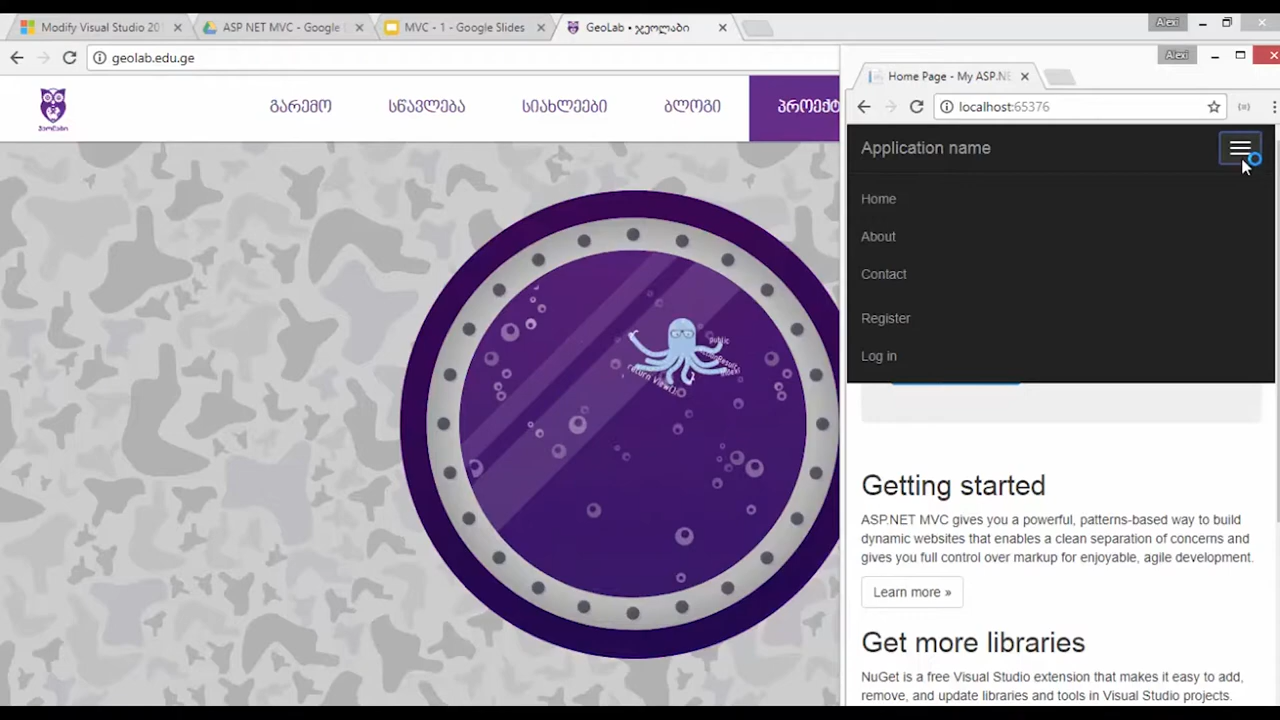 Modify Visual Studio 20
ASP NET MVC - Google
MVC - 1 - Google Slides
GeoLab • ჯეოლაბი
Alexi
geolab.edu.ge
გარემო
სწავლება
სიახლეები
ბლოგი
ᲞᲠᲝᲔᲥᲢ
return View();
public
Alexi
Home Page - My ASP.NE
localhost:65376
Application name
Home
About
Contact
Register
Log in
Getting started
ASP.NET MVC gives you a powerful, patterns-based way to build
dynamic websites that enables a clean separation of concerns and
gives you full control over markup for enjoyable, agile development.
Learn more »
Get more libraries
NuGet is a free Visual Studio extension that makes it easy to add,
remove, and update libraries and tools in Visual Studio projects.